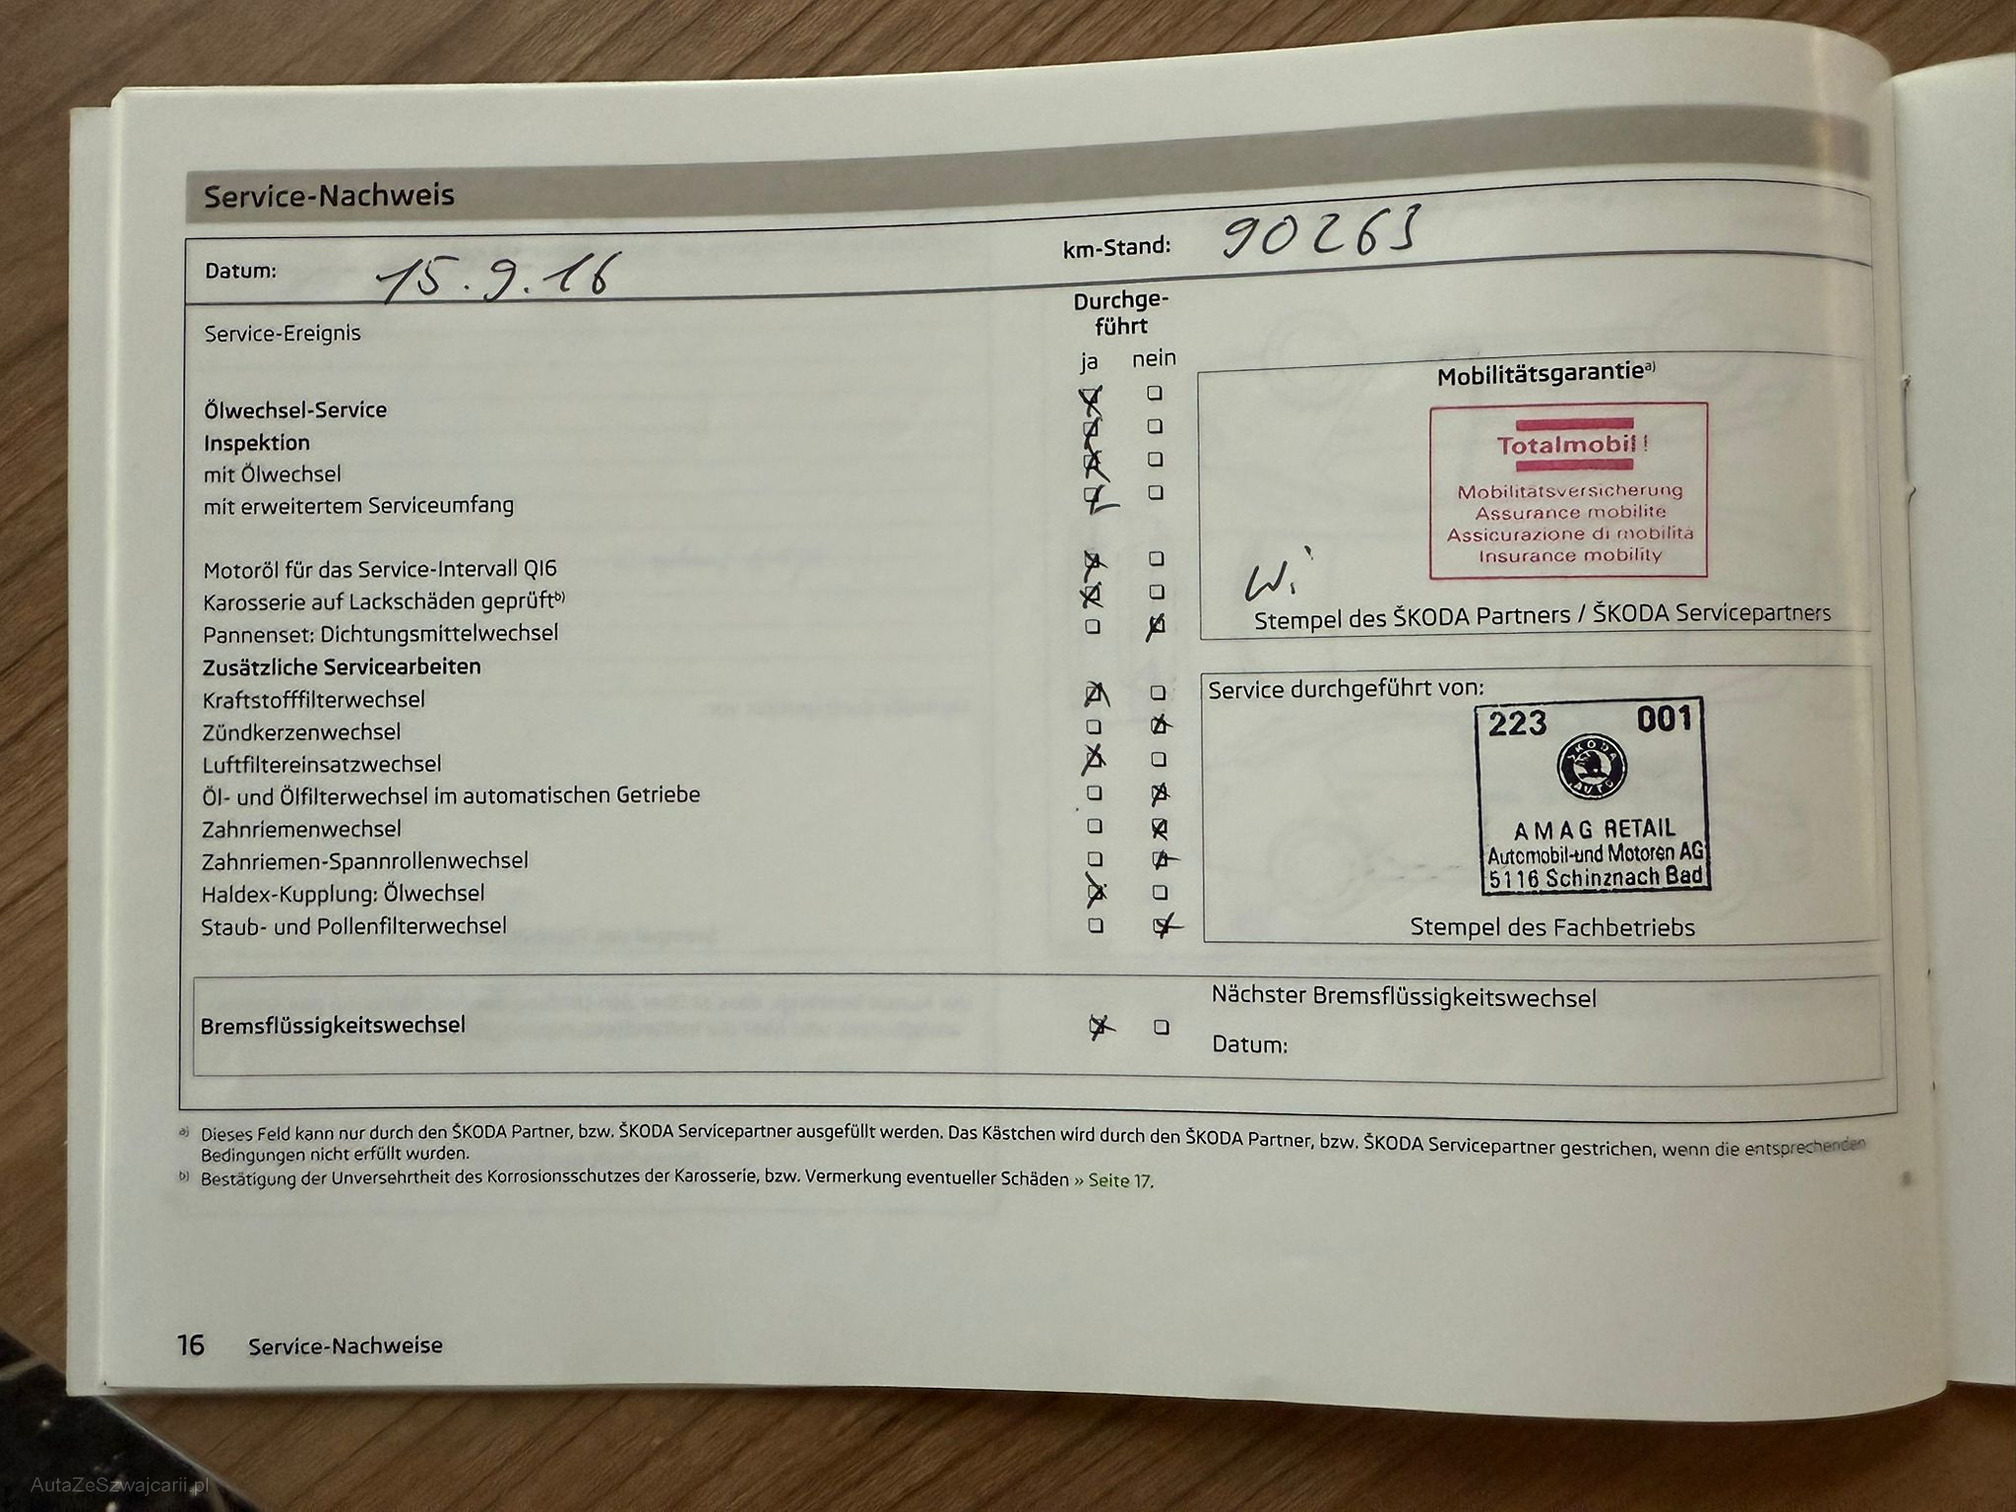 Service-Nachweis
Datum: 15.9.16 km-Stand: 90263
Service-Ereignis
Durchge-
führt
ja nein
Ölwechsel-Service
Inspektion
mit Ölwechsel
mit erweitertem Serviceumfang
Motoröl für das Service-Intervall QI6
Karosserie auf Lackschäden geprüftb)
Pannenset: Dichtungsmittelwechsel
Zusätzliche Servicearbeiten
Kraftstofffilterwechsel
Zündkerzenwechsel
Luftfiltereinsatzwechsel
Öl- und Ölfilterwechsel im automatischen Getriebe
Zahnriemenwechsel
Zahnriemen-Spannrollenwechsel
Haldex-Kupplung: Ölwechsel
Staub- und Pollenfilterwechsel
Mobilitätsgarantiea)
Totalmobil!
Mobilitätsversicherung
Assurance mobilite
Assicurazione di mobilita
Insurance mobility
Stempel des ŠKODA Partners / ŠKODA Servicepartners
Service durchgeführt von:
223 001
ŠKODA
AUTO
AMAG RETAIL
Automobil-und Motoren AG
5116 Schinznach Bad
Stempel des Fachbetriebs
Bremsflüssigkeitswechsel
Nächster Bremsflüssigkeitswechsel
Datum:
a) Dieses Feld kann nur durch den ŠKODA Partner, bzw. ŠKODA Servicepartner ausgefüllt werden. Das Kästchen wird durch den ŠKODA Partner, bzw. ŠKODA Servicepartner gestrichen, wenn die entsprechenden
Bedingungen nicht erfüllt wurden.
b) Bestätigung der Unversehrtheit des Korrosionsschutzes der Karosserie, bzw. Vermerkung eventueller Schäden » Seite 17.
16 Service-Nachweise
AutaZeSzwajcarii.pl